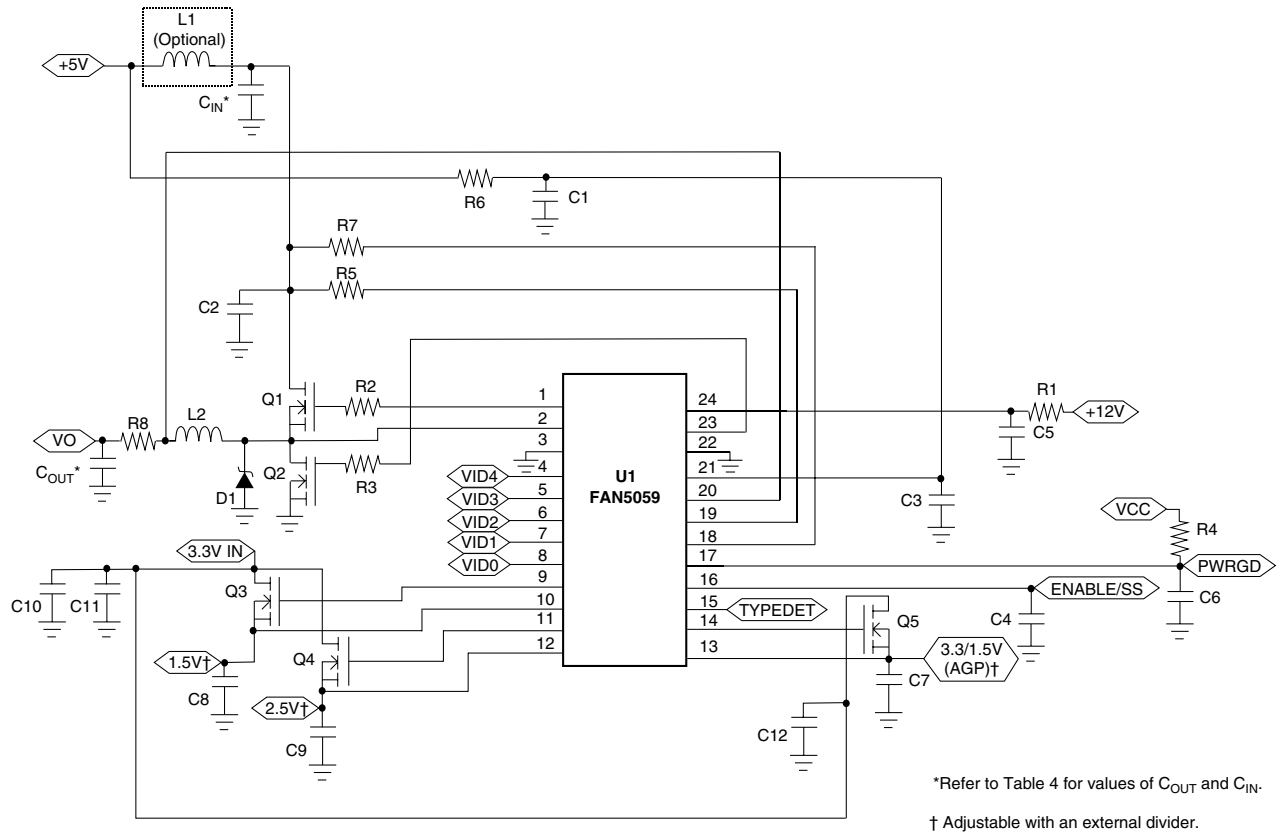 L1
(Optional)
+5V
CIN*
R6
C1
R7
R5
C2
Q1
R2
1
2
3
4
5
6
7
8
9
10
11
12
U1
FAN5059
24
23
22
21
20
19
18
17
16
15
14
13
R1
+12V
C5
VO
R8
L2
COUT*
D1
Q2
R3
VID4
VID3
VID2
VID1
VID0
C3
VCC
R4
PWRGD
C6
ENABLE/SS
C4
TYPEDET
Q5
3.3/1.5V
(AGP)†
C7
3.3V IN
C10
C11
Q3
1.5V†
C8
Q4
2.5V†
C9
C12
*Refer to Table 4 for values of COUT and CIN.
† Adjustable with an external divider.